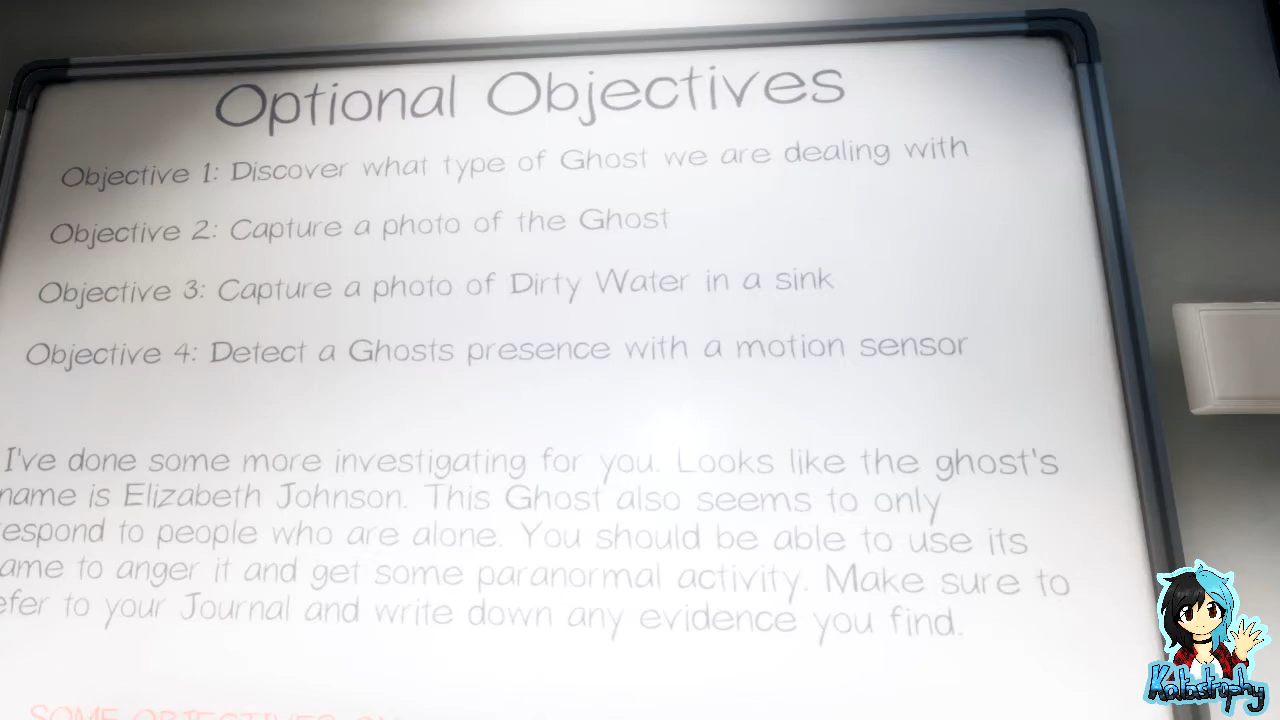 Optional Objectives
Objective 1: Discover what type of Ghost we are dealing with
Objective 2: Capture a photo of the Ghost
Objective 3: Capture a photo of Dirty Water in a sink
Objective 4: Detect a Ghosts presence with a motion sensor
I've done some more investigating for you. Looks like the ghost's
name is Elizabeth Johnson. This Ghost also seems to only
espond to people who are alone. You should be able to use its
ame to anger it and get some paranormal activity. Make sure to
efer to your Journal and write down any evidence you find.
SOME OBJECTIVES
Katastrophy